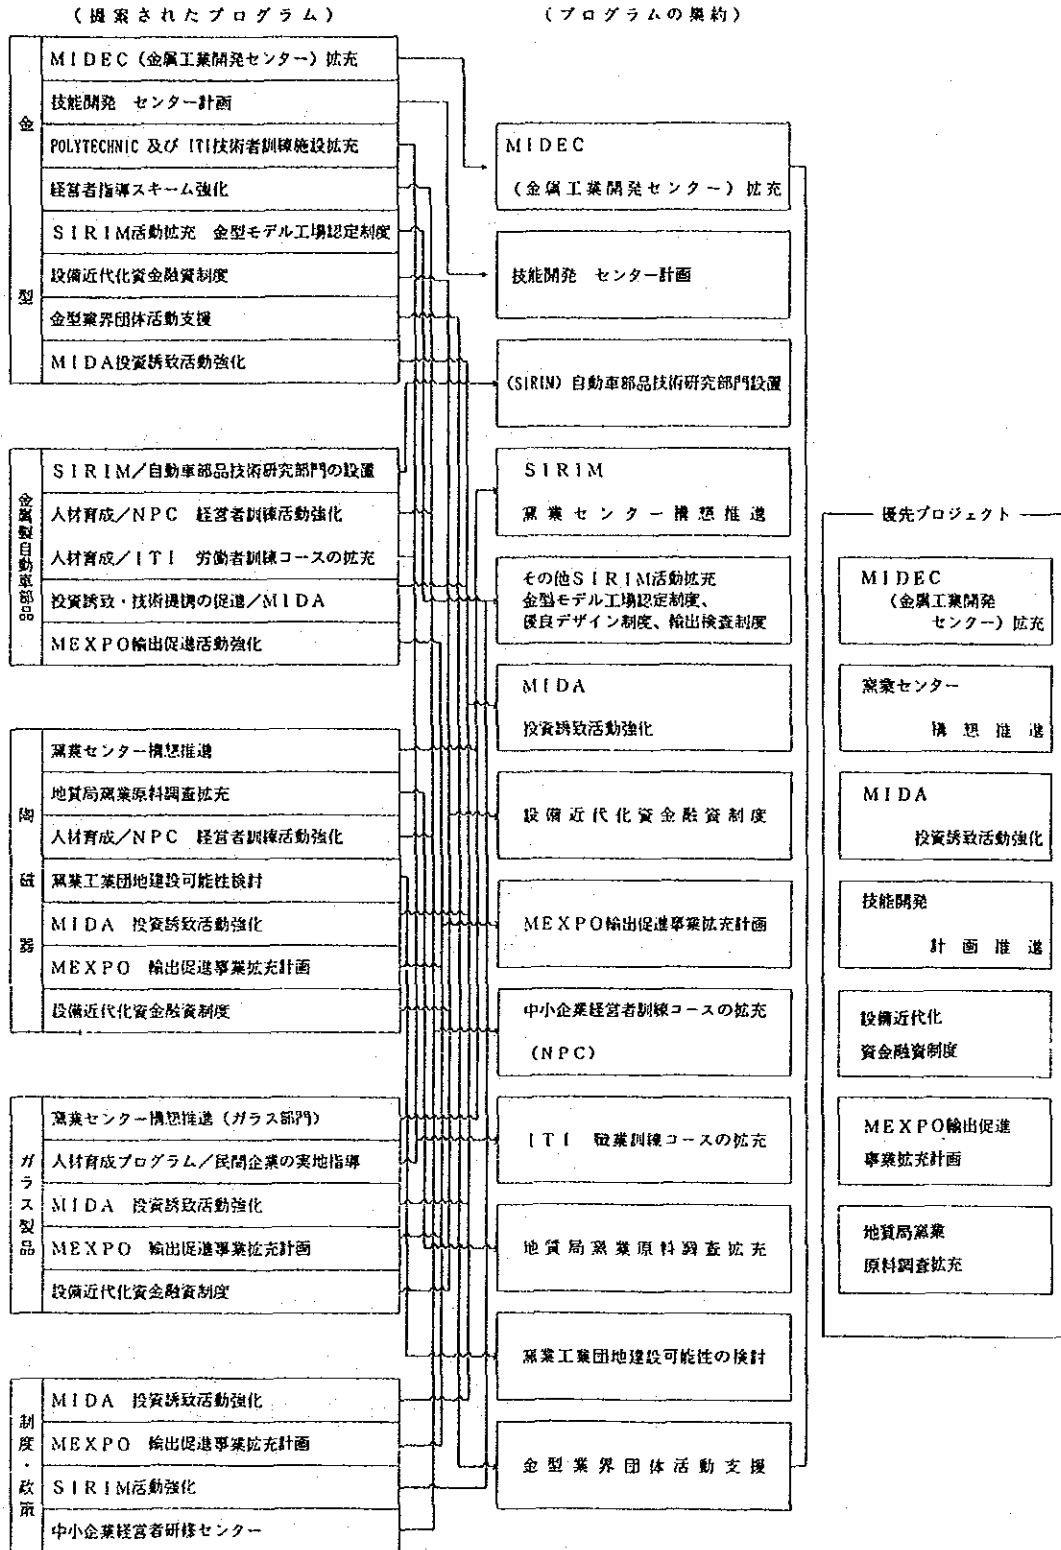 (提案されたプログラム)
(プログラムの集約)
金型
MIDEC(金属工業開発センター)拡充
技能開発 センター計画
POLYTECHNIC 及び ITI技術者訓練施設拡充
経営者指導スキーム強化
SIRIM活動拡充 金型モデル工場認定制度
設備近代化資金融資制度
金型業界団体活動支援
MIDA投資誘致活動強化
金属製自動車部品
SIRIM/自動車部品技術研究部門の設置
人材育成/NPC 経営者訓練活動強化
人材育成/ITI 労働者訓練コースの拡充
投資誘致・技術提携の促進/MIDA
MEXPO輸出促進活動強化
陶磁器
窯業センター構想推進
地質局窯業原料調査拡充
人材育成/NPC 経営者訓練活動強化
窯業工業団地建設可能性検討
MIDA 投資誘致活動強化
MEXPO 輸出促進事業拡充計画
設備近代化資金融資制度
ガラス製品
窯業センター構想推進(ガラス部門)
人材育成プログラム/民間企業の実地指導
MIDA 投資誘致活動強化
MEXPO 輸出促進事業拡充計画
設備近代化資金融資制度
制度・政策
MIDA 投資誘致活動強化
MEXPO 輸出促進事業拡充計画
SIRIM活動強化
中小企業経営者研修センター
MIDEC
(金属工業開発センター)拡充
技能開発 センター計画
(SIRIM)自動車部品技術研究部門設置
SIRIM
窯業センター構想推進
その他SIRIM活動拡充
金型モデル工場認定制度、
優良デザイン制度、輸出検査制度
MIDA
投資誘致活動強化
設備近代化資金融資制度
MEXPO輸出促進事業拡充計画
中小企業経営者訓練コースの拡充
(NPC)
ITI 職業訓練コースの拡充
地質局窯業原料調査拡充
窯業工業団地建設可能性の検討
金型業界団体活動支援
優先プロジェクト
MIDEC
(金属工業開発
センター)拡充
窯業センター
構想推進
MIDA
投資誘致活動強化
技能開発
計画推進
設備近代化
資金融資制度
MEXPO輸出促進
事業拡充計画
地質局窯業
原料調査拡充